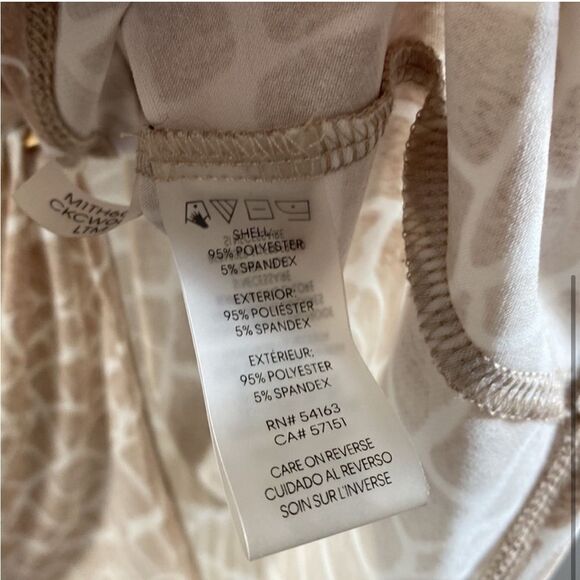 SHELL:
95% POLYESTER
5% SPANDEX
EXTERIOR:
95% POLIÉSTER
5% SPANDEX
EXTÉRIEUR:
95% POLYESTER
5% SPANDEX
RN# 54163
CA# 57151
CARE ON REVERSE
CUIDADO AL REVERSO
SOIN SUR L'INVERSE